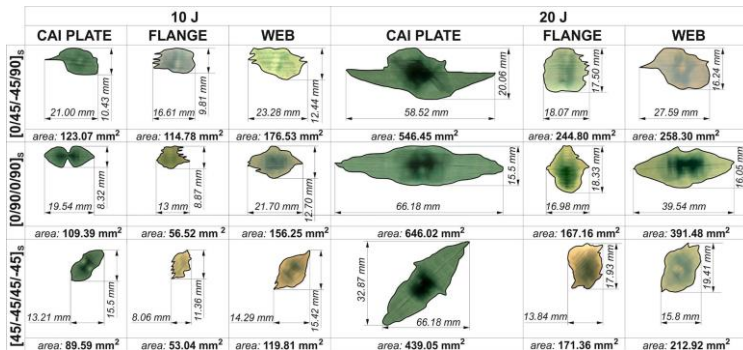 10 J
20 J
CAI PLATE
FLANGE
WEB
CAI PLATE
FLANGE
WEB
[0/45/-45/90]s
21.00 mm
10.43 mm
16.61 mm
9.81 mm
23.28 mm
12.44 mm
58.52 mm
20.06 mm
18.07 mm
17.50 mm
27.59 mm
16.24 mm
area: 123.07 mm²
area: 114.78 mm²
area: 176.53 mm²
area: 546.45 mm²
area: 244.80 mm²
area: 258.30 mm²
[0/90/0/90]s
19.54 mm
8.32 mm
13 mm
8.87 mm
21.70 mm
12.70 mm
66.18 mm
15.5 mm
16.98 mm
18.33 mm
39.54 mm
16.05 mm
area: 109.39 mm²
area: 56.52 mm²
area: 156.25 mm²
area: 646.02 mm²
area: 167.16 mm²
area: 391.48 mm²
[45/-45/45/-45]s
13.21 mm
15.5 mm
8.06 mm
11.36 mm
14.29 mm
15.42 mm
32.87 mm
66.18 mm
13.84 mm
17.93 mm
15.8 mm
19.41 mm
area: 89.59 mm²
area: 53.04 mm²
area: 119.81 mm²
area: 439.05 mm²
area: 171.36 mm²
area: 212.92 mm²